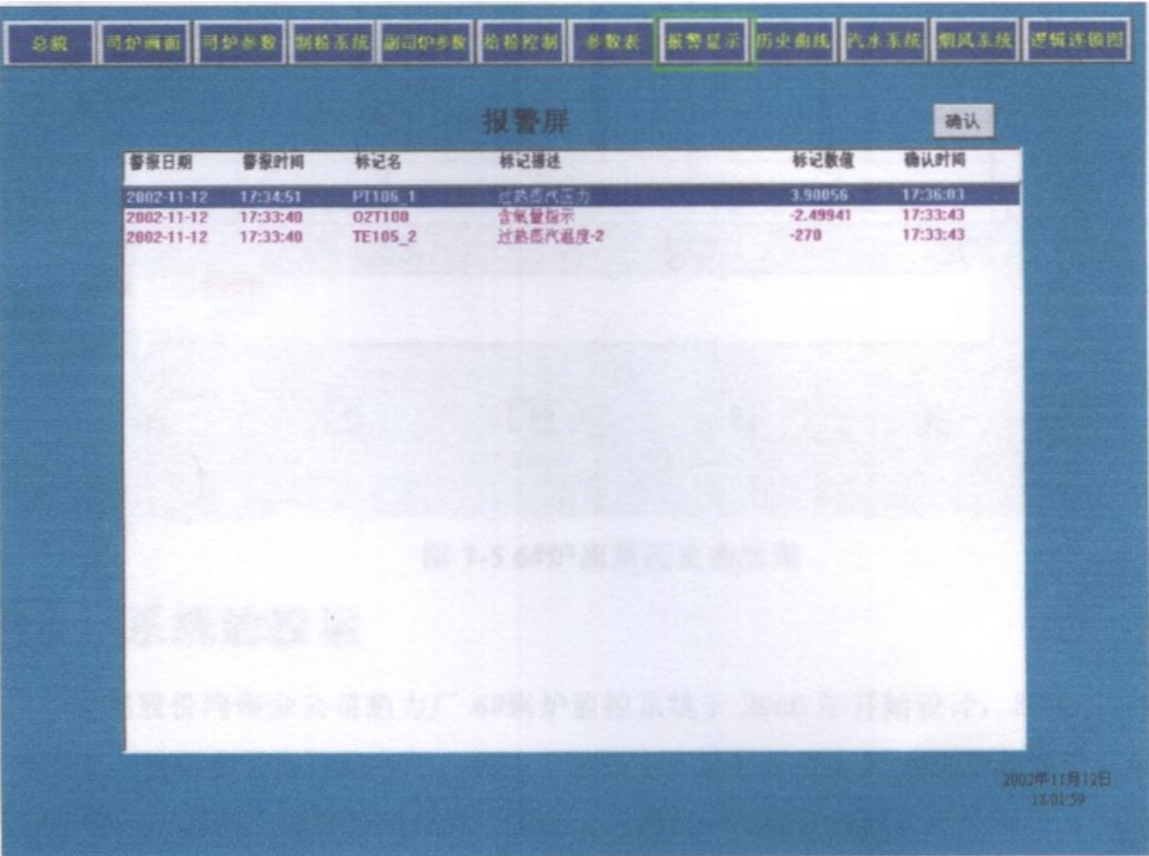 总貌 司炉画面 司炉参数 制粉系统 副司炉参数 给粉控制 参数表 报警显示 历史曲线 汽水系统 烟风系统 逻辑连锁图
报警屏
确认
警报日期 警报时间 标记名 标记描述 标记数值 确认时间
2002-11-12 17:34:51 PT106_1 过热蒸汽压力 3.90056 17:36:03
2002-11-12 17:33:40 O2T100 含氧量指示 -2.49941 17:33:43
2002-11-12 17:33:40 TE105_2 过热蒸汽温度-2 -270 17:33:43
系统的投运
2002年11月12日
18:01:59